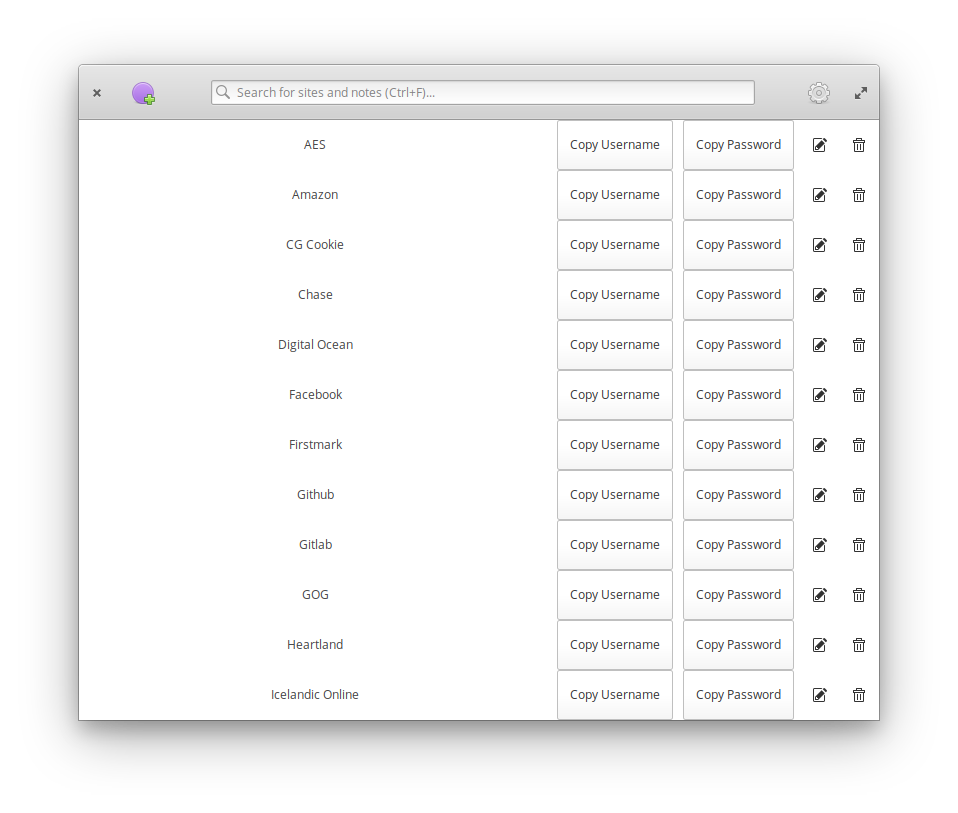 Search for sites and notes (Ctrl+F)...
AES Copy Username Copy Password
Amazon Copy Username Copy Password
CG Cookie Copy Username Copy Password
Chase Copy Username Copy Password
Digital Ocean Copy Username Copy Password
Facebook Copy Username Copy Password
Firstmark Copy Username Copy Password
Github Copy Username Copy Password
Gitlab Copy Username Copy Password
GOG Copy Username Copy Password
Heartland Copy Username Copy Password
Icelandic Online Copy Username Copy Password